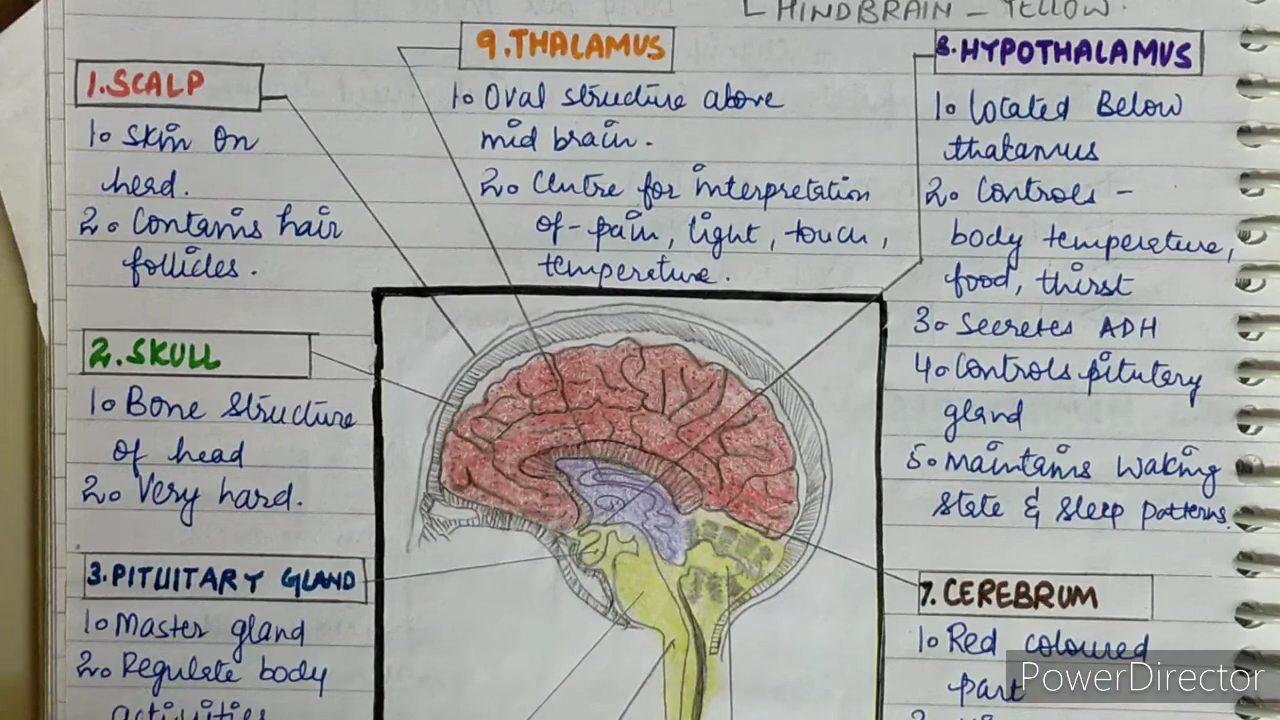 └ HINDBRAIN - YELLOW.
1. SCALP
1. Skin on
head.
2. Contains hair
follicles.
2. SKULL
1. Bone Structure
of head
2. Very hard.
3. PITUITARY GLAND
1. Master gland
2. Regulate body
activities
9. THALAMUS
1. Oval structure above
mid brain.
2. Centre for interpretation
of - pain, light, touch,
temperature.
8. HYPOTHALAMUS
1. Located Below
thalamus
2. Controls -
body temperature,
food, thirst
3. Secretes ADH
4. Controls pitutery
gland
5. Maintains waking
State & Sleep patterns.
7. CEREBRUM
1. Red coloured
part
PowerDirector